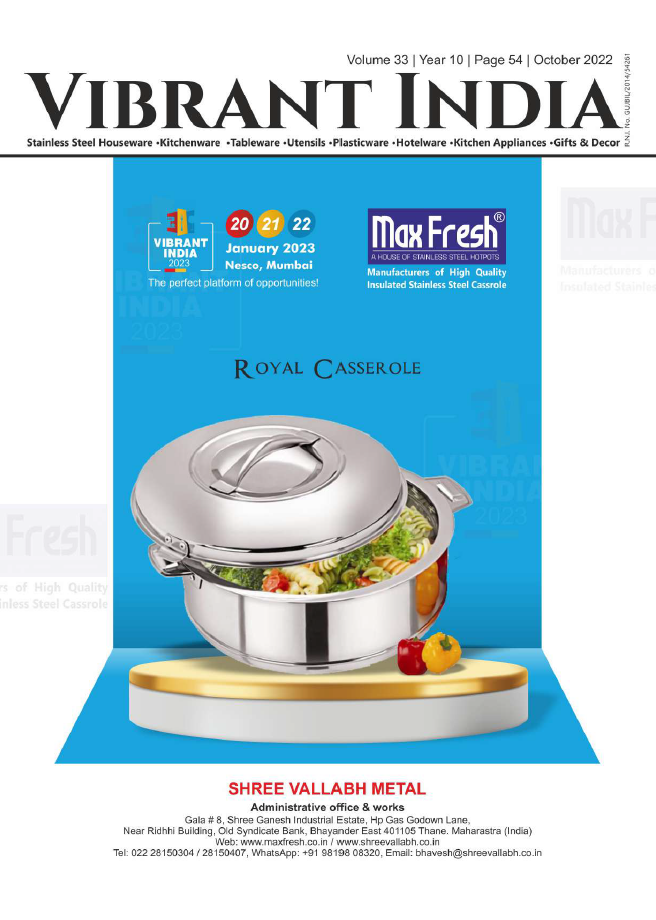 Volume 33 | Year 10 | Page 54 | October 2022
VIBRANT INDIA
R.N.I. No. GUJBIL/2014/54261
Stainless Steel Houseware •Kitchenware •Tableware •Utensils •Plasticware •Hotelware •Kitchen Appliances •Gifts & Decor
VIBRANT
INDIA
2023
20 21 22
January 2023
Nesco, Mumbai
The perfect platform of opportunities!
Max Fresh®
A HOUSE OF STAINLESS STEEL HOTPOTS
Manufacturers of High Quality
Insulated Stainless Steel Cassrole
Max F
Manufacturers o
Insulated Stainles
IB
INDIA
2023
ROYAL CASSEROLE
VIBRA
INDIA
2023
Fresh
rs of High Quality
inless Steel Cassrole
SHREE VALLABH METAL
Administrative office & works
Gala # 8, Shree Ganesh Industrial Estate, Hp Gas Godown Lane,
Near Ridhhi Building, Old Syndicate Bank, Bhayander East 401105 Thane. Maharastra (India)
Web: www.maxfresh.co.in / www.shreevallabh.co.in
Tel: 022 28150304 / 28150407, WhatsApp: +91 98198 08320, Email: bhavesh@shreevallabh.co.in